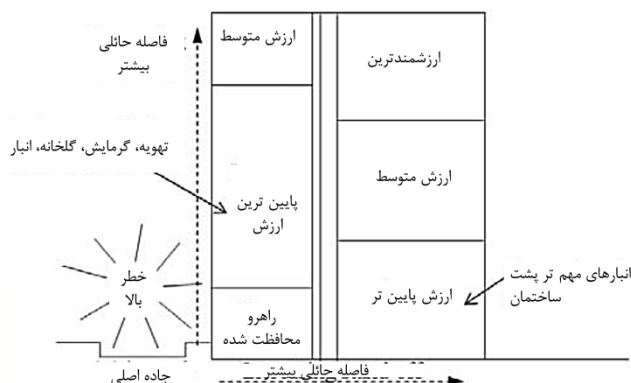 فاصله حائلی
بیشتر
ارزش متوسط
ارزشمندترین
تهویه، گرمایش، گلخانه، انبار
پایین ترین
ارزش
ارزش متوسط
خطر
بالا
راهرو
محافظت شده
ارزش پایین تر
انبارهای مهم تر پشت
ساختمان
جاده اصلی
فاصله حائلی بیشتر